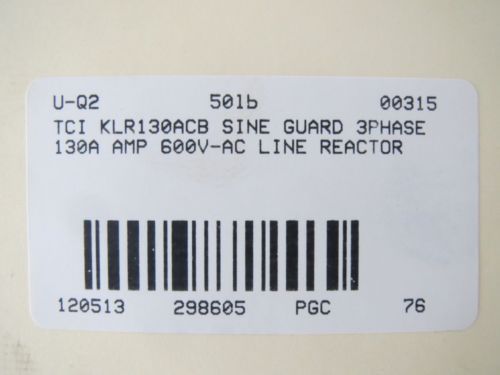 U-Q2 50lb 00315
TCI KLR130ACB SINE GUARD 3PHASE
130A AMP 600V-AC LINE REACTOR
120513 298605 PGC 76